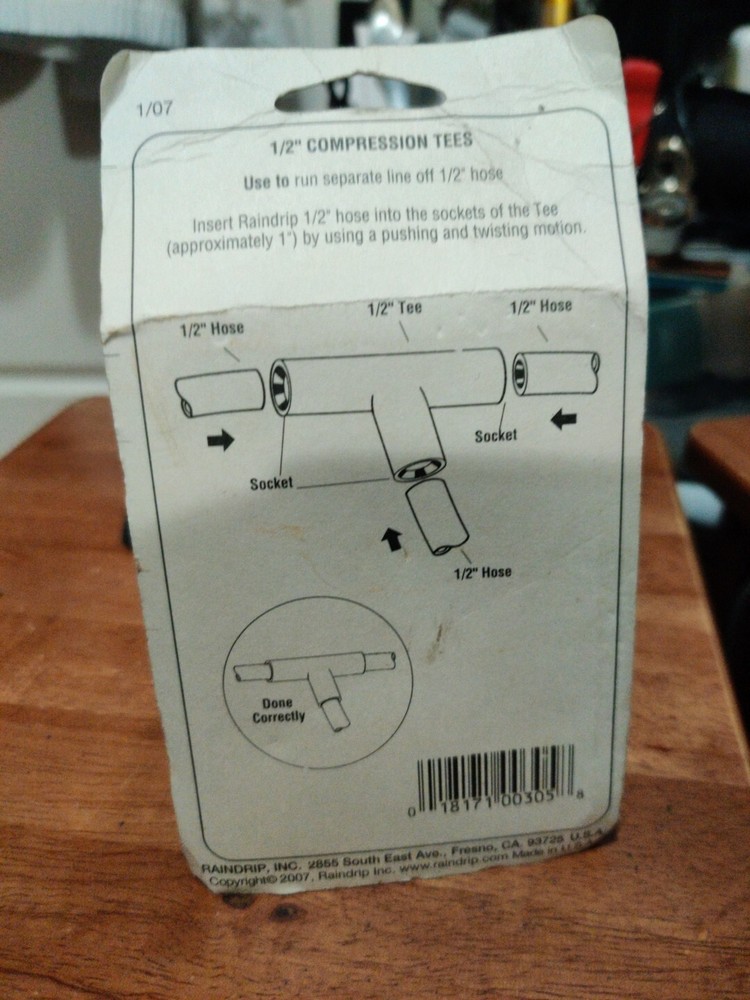 1/07
1/2" COMPRESSION TEES
Use to run separate line off 1/2" hose
Insert Raindrip 1/2" hose into the sockets of the Tee
(approximately 1") by using a pushing and twisting motion.
1/2" Hose
1/2" Tee
1/2" Hose
Socket
Socket
1/2" Hose
Done
Correctly
0 18171 00305 8
RAINDRIP, INC. 2855 South East Ave., Fresno, CA. 93725 U.S.A.
Copyright© 2007, Raindrip Inc. www.raindrip.com Made in U.S.A.